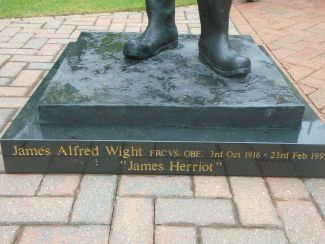 James Alfred Wight FRCVS. OBE. 3rd Oct 1916 - 23rd Feb 199
"James Herriot"